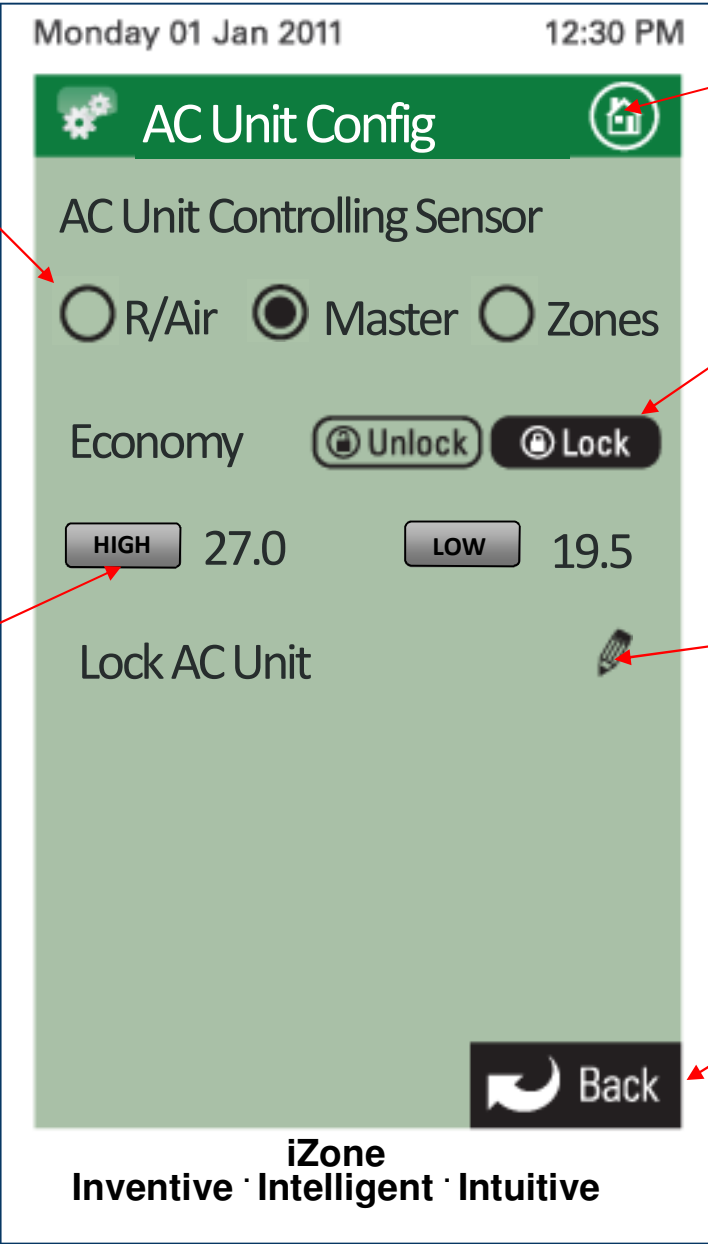 Monday 01 Jan 2011 12:30 PM
AC Unit Config
AC Unit Controlling Sensor
R/Air Master Zones
Economy Unlock Lock
HIGH 27.0 LOW 19.5
Lock AC Unit
Back
iZone
Inventive · Intelligent · Intuitive